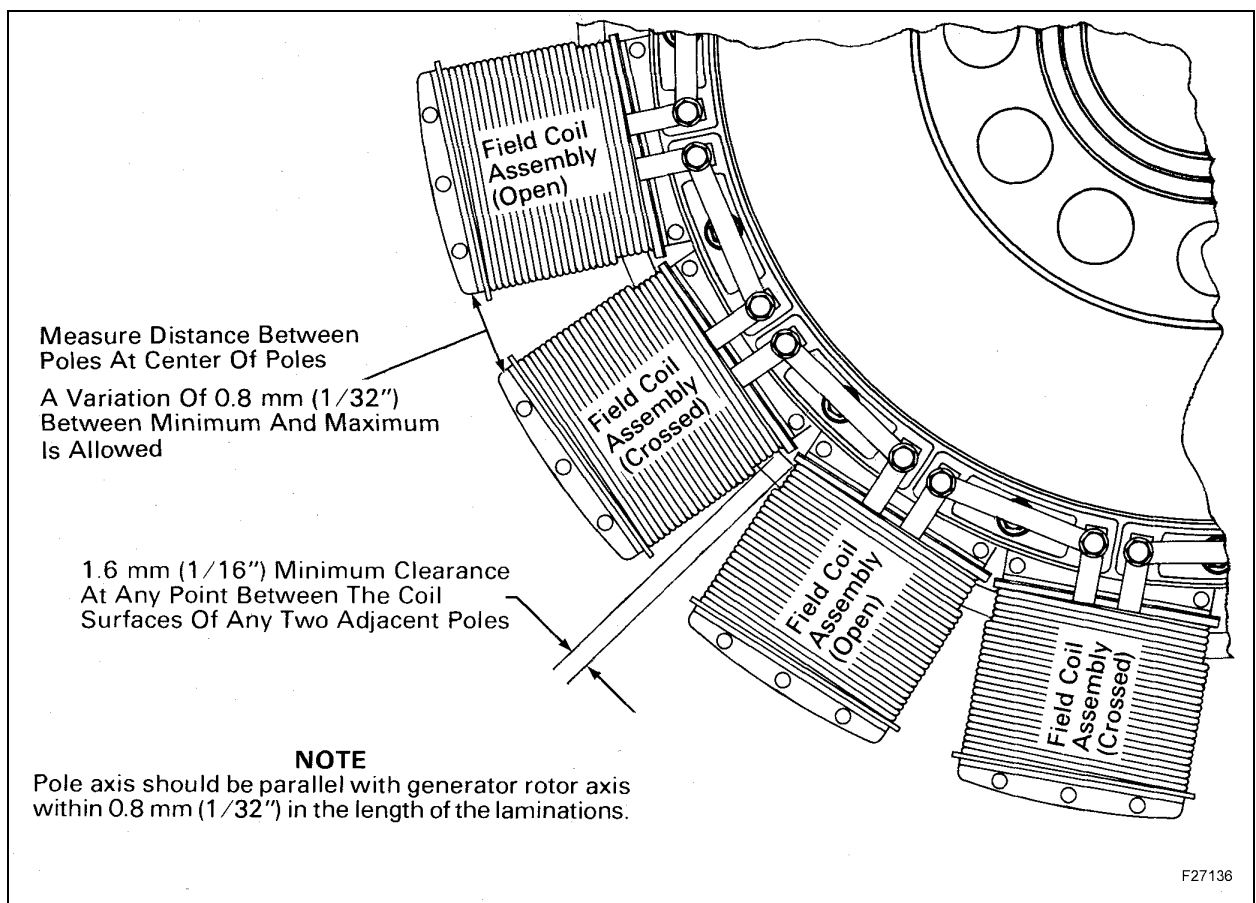 Field Coil
Assembly
(Open)
Measure Distance Between
Poles At Center Of Poles
A Variation Of 0.8 mm (1/32″)
Between Minimum And Maximum
Is Allowed
Field Coil
Assembly
(Crossed)
1.6 mm (1/16″) Minimum Clearance
At Any Point Between The Coil
Surfaces Of Any Two Adjacent Poles
Field Coil
Assembly
(Open)
Field Coil
Assembly
(Crossed)
NOTE
Pole axis should be parallel with generator rotor axis
within 0.8 mm (1/32″) in the length of the laminations.
F27136